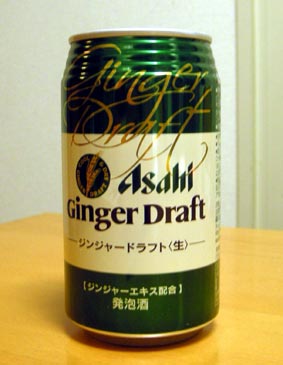 Ginger
Draft
Asahi
Ginger Draft
ジンジャードラフト〈生〉
【ジンジャーエキス配合】
発泡酒